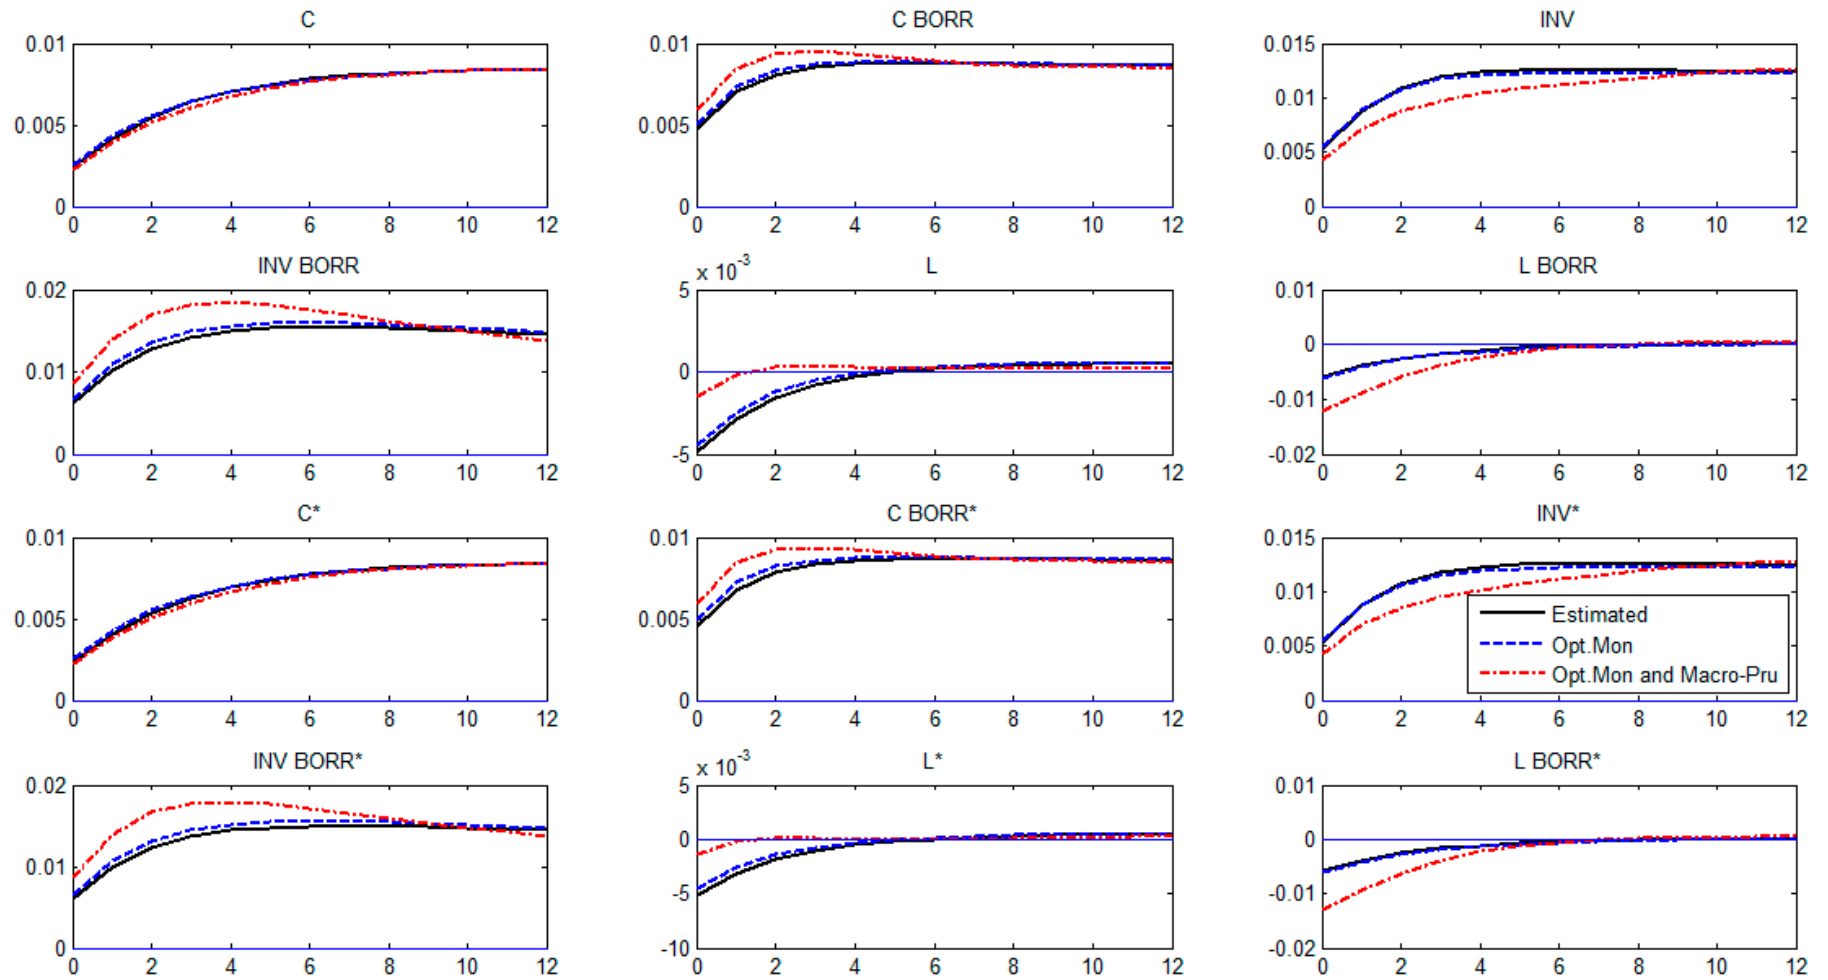 C
0.01
0.005
0
0 2 4 6 8 10 12
C BORR
0.01
0.005
0
0 2 4 6 8 10 12
INV
0.015
0.01
0.005
0
0 2 4 6 8 10 12
INV BORR
0.02
0.01
0
0 2 4 6 8 10 12
L
x 10^-3
5
0
-5
0 2 4 6 8 10 12
L BORR
0.01
0
-0.01
-0.02
0 2 4 6 8 10 12
C*
0.01
0.005
0
0 2 4 6 8 10 12
C BORR*
0.01
0.005
0
0 2 4 6 8 10 12
INV*
0.015
0.01
0.005
0
0 2 4 6 8 10 12
Estimated
Opt.Mon
Opt.Mon and Macro-Pru
INV BORR*
0.02
0.01
0
0 2 4 6 8 10 12
L*
x 10^-3
5
0
-5
-10
0 2 4 6 8 10 12
L BORR*
0.01
0
-0.01
-0.02
0 2 4 6 8 10 12